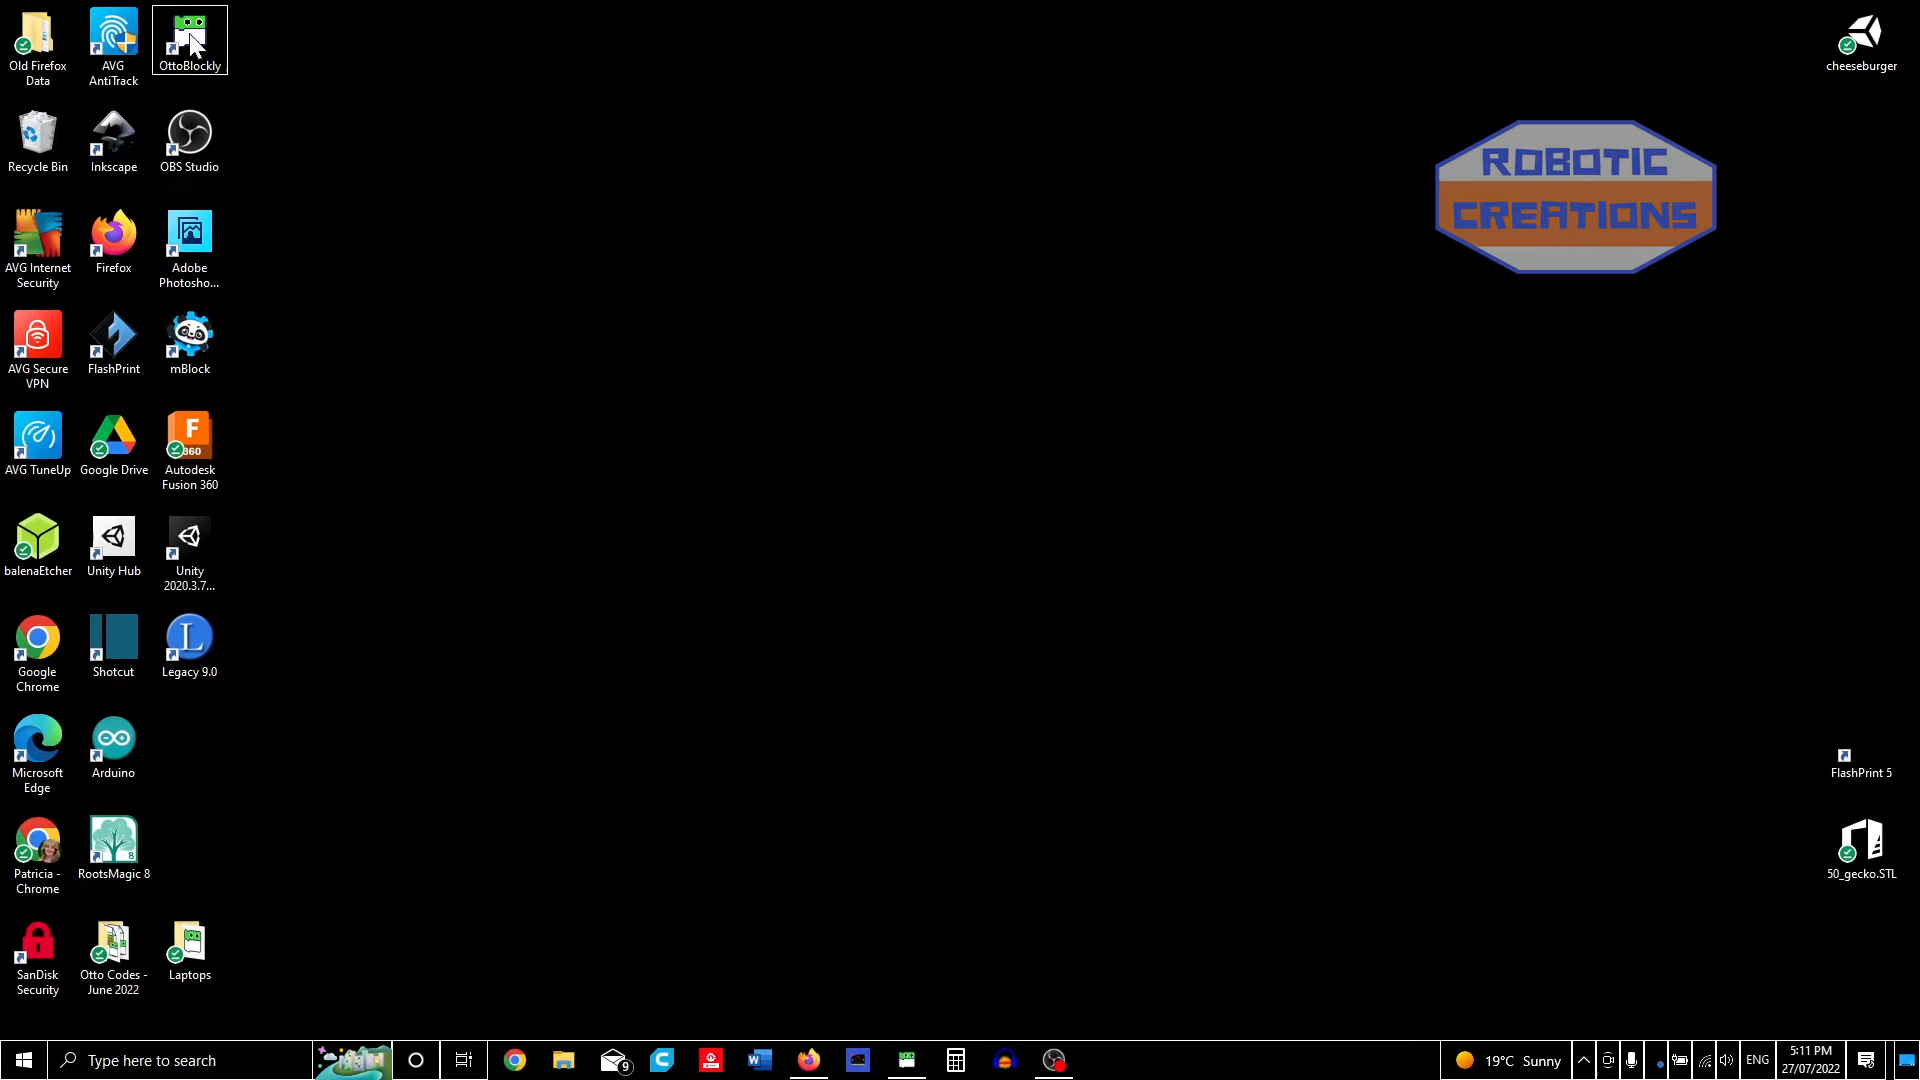 Old Firefox
Data
AVG
AntiTrack
OttoBlockly
Recycle Bin
Inkscape
OBS Studio
AVG Internet
Security
Firefox
Adobe
Photosho...
AVG Secure
VPN
FlashPrint
mBlock
AVG TuneUp
Google Drive
F
360
Autodesk
Fusion 360
balenaEtcher
Unity Hub
Unity
2020.3.7...
Google
Chrome
Shotcut
L
Legacy 9.0
Microsoft
Edge
Arduino
Patricia -
Chrome
8
RootsMagic 8
SanDisk
Security
Otto Codes -
June 2022
Laptops
cheeseburger
ROBOTIC
CREATIONS
FlashPrint 5
50_gecko.STL
Type here to search
9
W
19°C Sunny
ENG
5:11 PM
27/07/2022